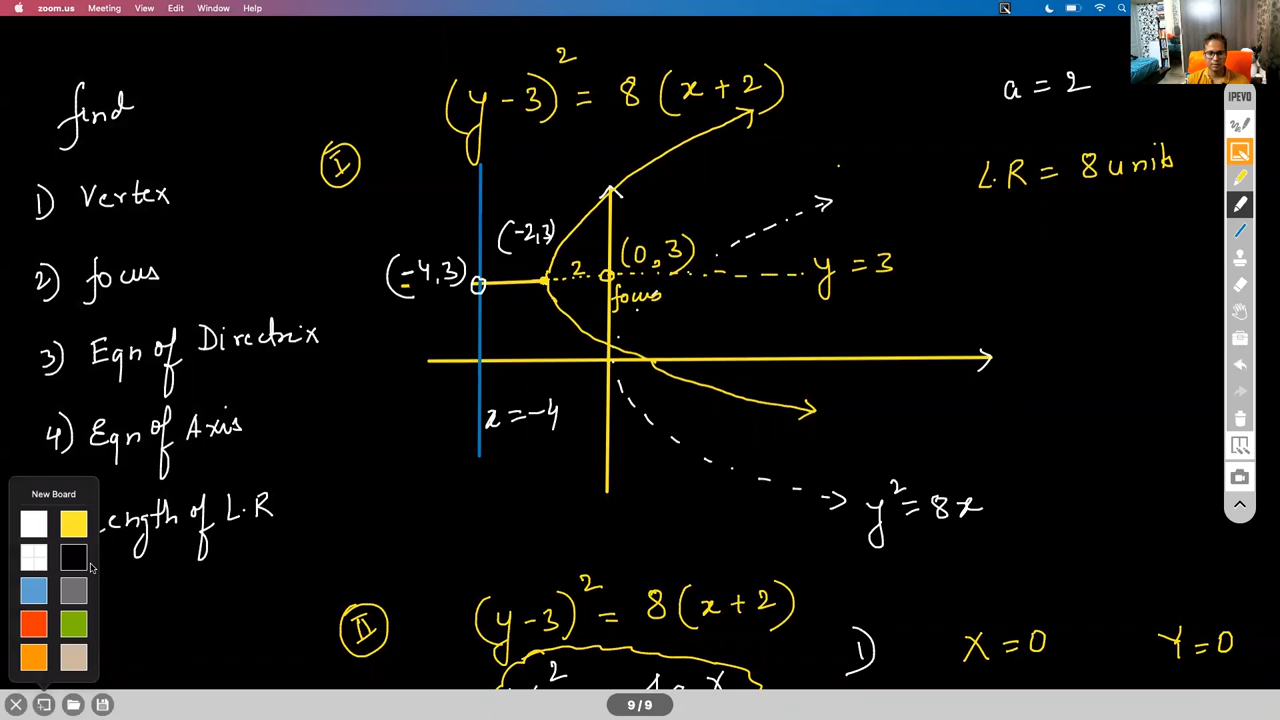 zoom.us Meeting View Edit Window Help
(y-3)² = 8(x+2)
a = 2
IPEVO
find
I
L.R = 8 units
1) Vertex
(-2,3)
(0,3)
(-4,3)
2
y = 3
2) focus
focus
3) Eqn of Directrix
x = -4
4) Eqn of Axis
New Board
Length of L.R
y² = 8x
II
(y-3)² = 8(x+2)
1) X = 0 Y = 0
9/9